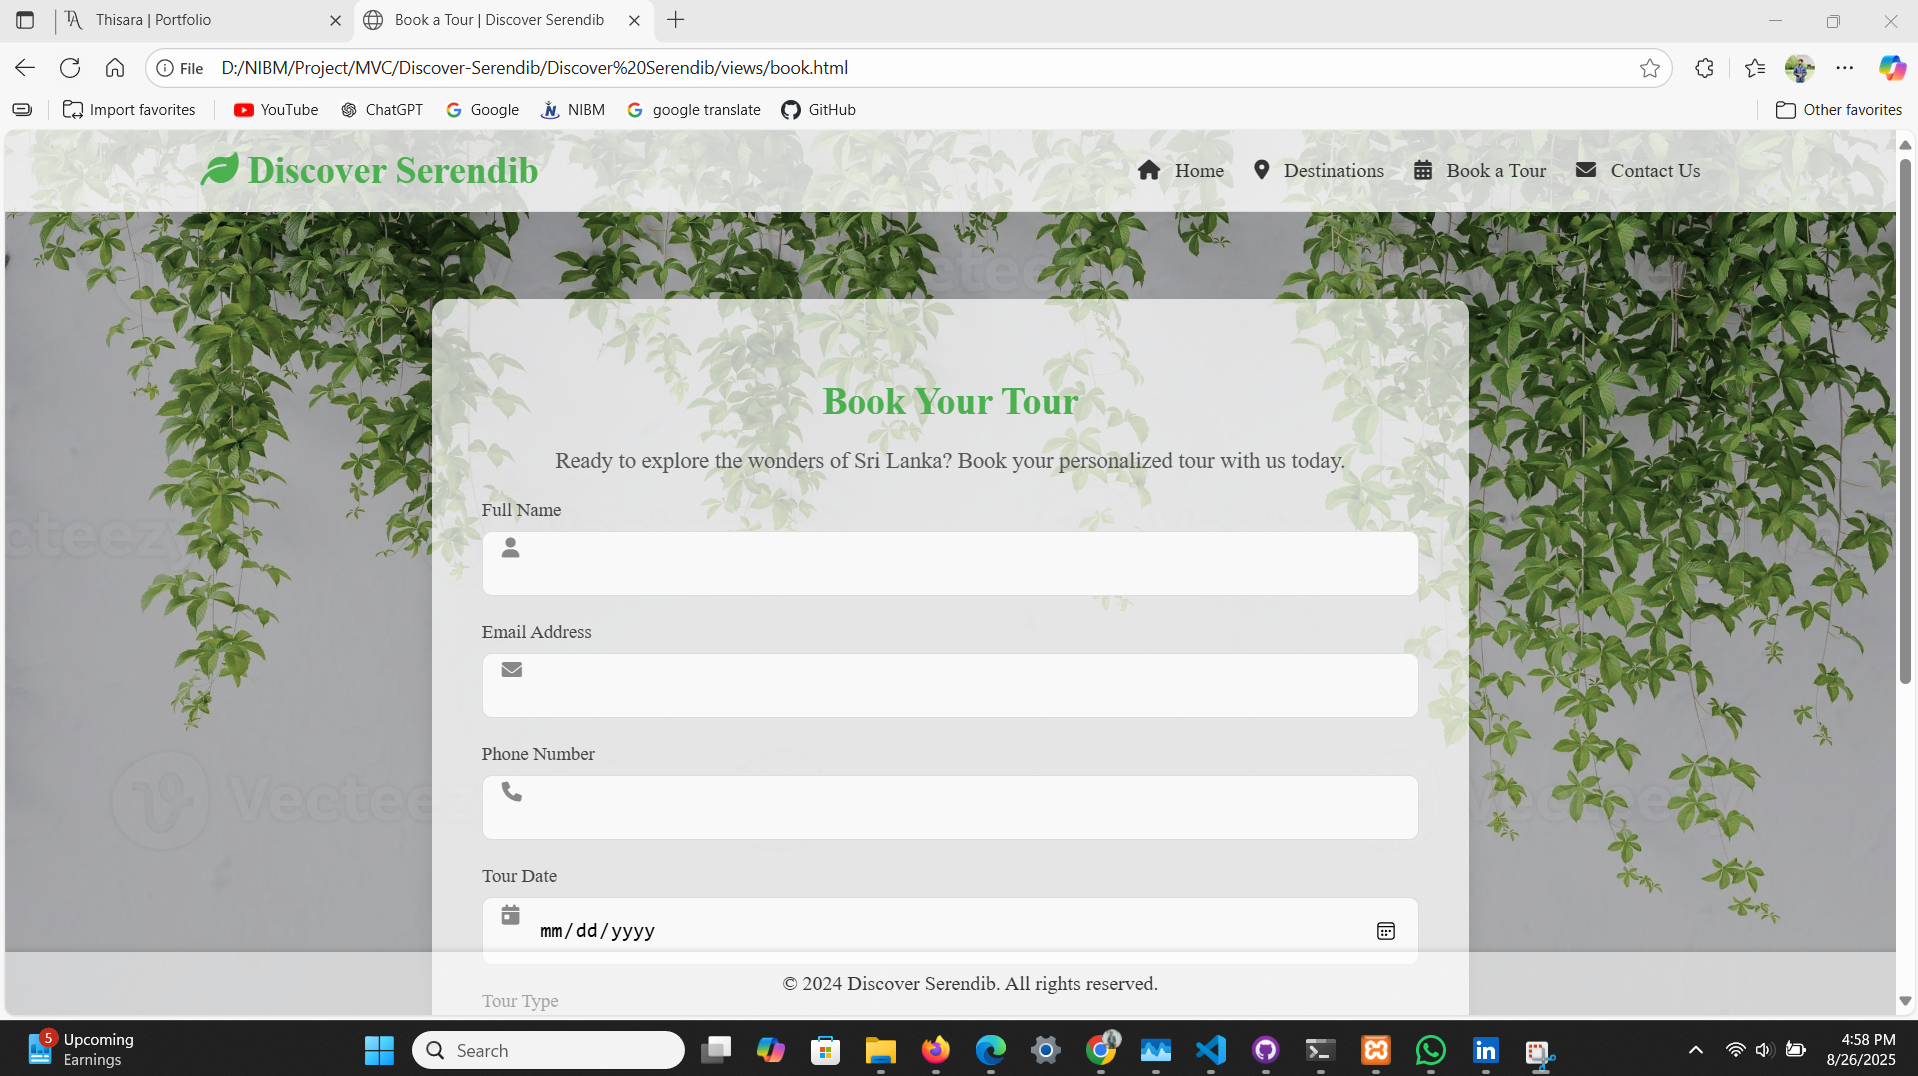 Thisara | Portfolio
Book a Tour | Discover Serendib
File
D:/NIBM/Project/MVC/Discover-Serendib/Discover%20Serendib/views/book.html
Import favorites
YouTube
ChatGPT
Google
NIBM
google translate
GitHub
Other favorites
Discover Serendib
Home
Destinations
Book a Tour
Contact Us
Book Your Tour
Ready to explore the wonders of Sri Lanka? Book your personalized tour with us today.
Full Name
Email Address
Phone Number
Vecteezy
Tour Date
mm/dd/yyyy
© 2024 Discover Serendib. All rights reserved.
Tour Type
5
Upcoming
Earnings
Search
4:58 PM
8/26/2025